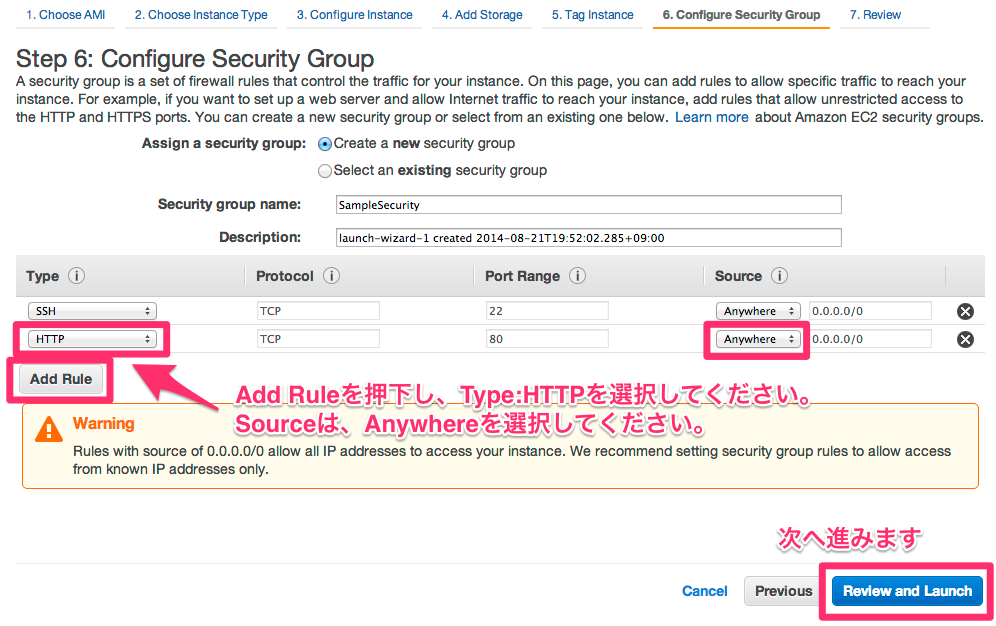 1. Choose AMI 2. Choose Instance Type 3. Configure Instance 4. Add Storage 5. Tag Instance 6. Configure Security Group 7. Review
Step 6: Configure Security Group
A security group is a set of firewall rules that control the traffic for your instance. On this page, you can add rules to allow specific traffic to reach your
instance. For example, if you want to set up a web server and allow Internet traffic to reach your instance, add rules that allow unrestricted access to
the HTTP and HTTPS ports. You can create a new security group or select from an existing one below. Learn more about Amazon EC2 security groups.
Assign a security group: Create a new security group
Select an existing security group
Security group name: SampleSecurity
Description: launch-wizard-1 created 2014-08-21T19:52:02.285+09:00
Type i Protocol i Port Range i Source i
SSH TCP 22 Anywhere 0.0.0.0/0
HTTP TCP 80 Anywhere 0.0.0.0/0
Add Rule
Add Ruleを押下し、Type:HTTPを選択してください。
Sourceは、Anywhereを選択してください。
Warning
Rules with source of 0.0.0.0/0 allow all IP addresses to access your instance. We recommend setting security group rules to allow access
from known IP addresses only.
次へ進みます
Cancel Previous Review and Launch